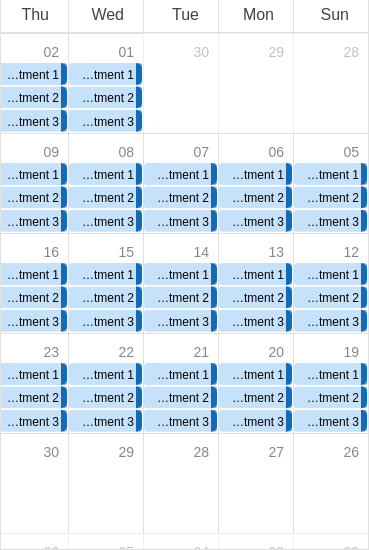 Thu Wed Tue Mon Sun
02 01 30 29 28
...tment 1 ...tment 1
...tment 2 ...tment 2
...tment 3 ...tment 3
09 08 07 06 05
...tment 1 ...tment 1 ...tment 1 ...tment 1 ...tment 1
...tment 2 ...tment 2 ...tment 2 ...tment 2 ...tment 2
...tment 3 ...tment 3 ...tment 3 ...tment 3 ...tment 3
16 15 14 13 12
...tment 1 ...tment 1 ...tment 1 ...tment 1 ...tment 1
...tment 2 ...tment 2 ...tment 2 ...tment 2 ...tment 2
...tment 3 ...tment 3 ...tment 3 ...tment 3 ...tment 3
23 22 21 20 19
...tment 1 ...tment 1 ...tment 1 ...tment 1 ...tment 1
...tment 2 ...tment 2 ...tment 2 ...tment 2 ...tment 2
...tment 3 ...tment 3 ...tment 3 ...tment 3 ...tment 3
30 29 28 27 26